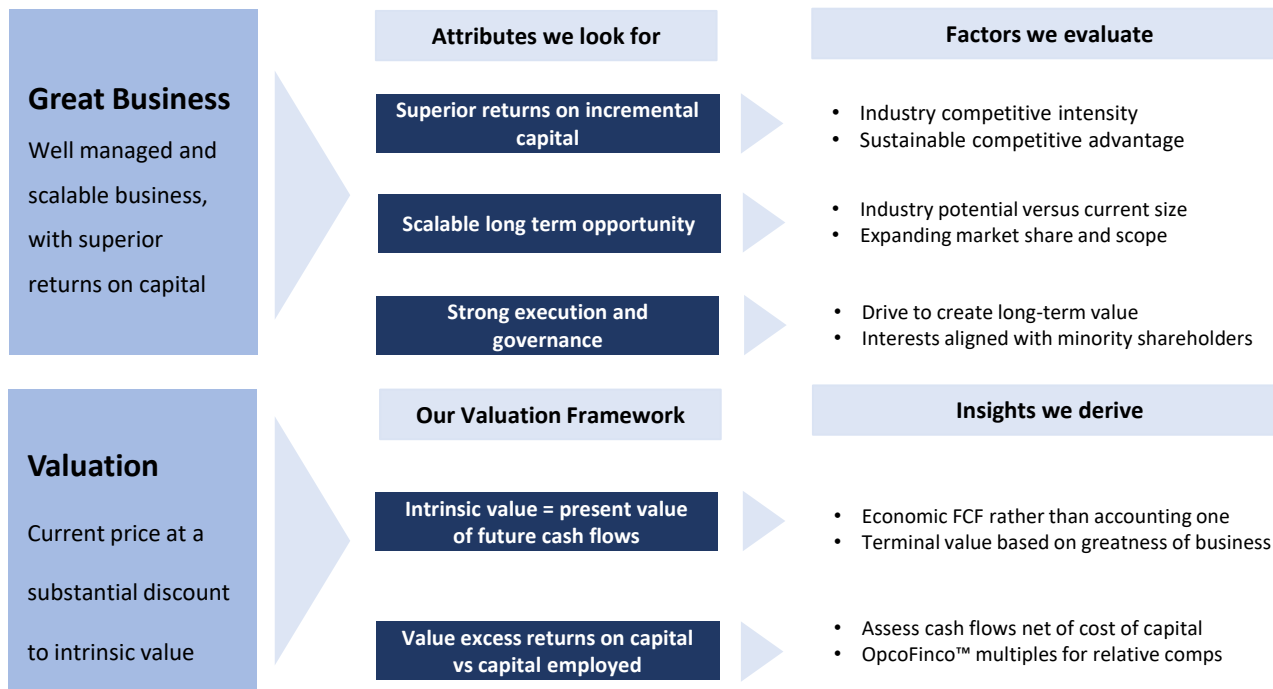 Great Business
Well managed and
scalable business,
with superior
returns on capital
Attributes we look for
Factors we evaluate
Superior returns on incremental
capital
• Industry competitive intensity
• Sustainable competitive advantage
Scalable long term opportunity
• Industry potential versus current size
• Expanding market share and scope
Strong execution and
governance
• Drive to create long-term value
• Interests aligned with minority shareholders
Valuation
Current price at a
substantial discount
to intrinsic value
Our Valuation Framework
Insights we derive
Intrinsic value = present value
of future cash flows
• Economic FCF rather than accounting one
• Terminal value based on greatness of business
Value excess returns on capital
vs capital employed
• Assess cash flows net of cost of capital
• OpcoFinco™ multiples for relative comps